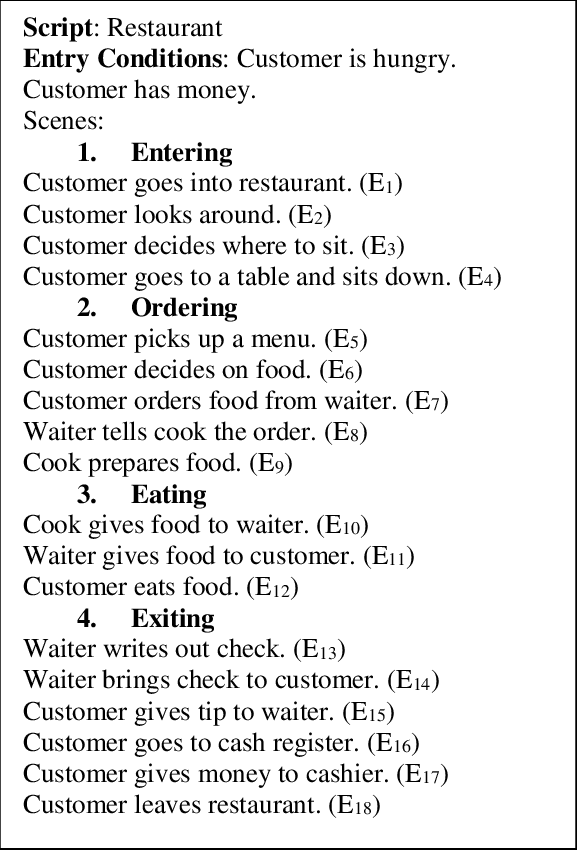 Script: Restaurant
Entry Conditions: Customer is hungry.
Customer has money.
Scenes:
1. Entering
Customer goes into restaurant. (E1)
Customer looks around. (E2)
Customer decides where to sit. (E3)
Customer goes to a table and sits down. (E4)
2. Ordering
Customer picks up a menu. (E5)
Customer decides on food. (E6)
Customer orders food from waiter. (E7)
Waiter tells cook the order. (E8)
Cook prepares food. (E9)
3. Eating
Cook gives food to waiter. (E10)
Waiter gives food to customer. (E11)
Customer eats food. (E12)
4. Exiting
Waiter writes out check. (E13)
Waiter brings check to customer. (E14)
Customer gives tip to waiter. (E15)
Customer goes to cash register. (E16)
Customer gives money to cashier. (E17)
Customer leaves restaurant. (E18)